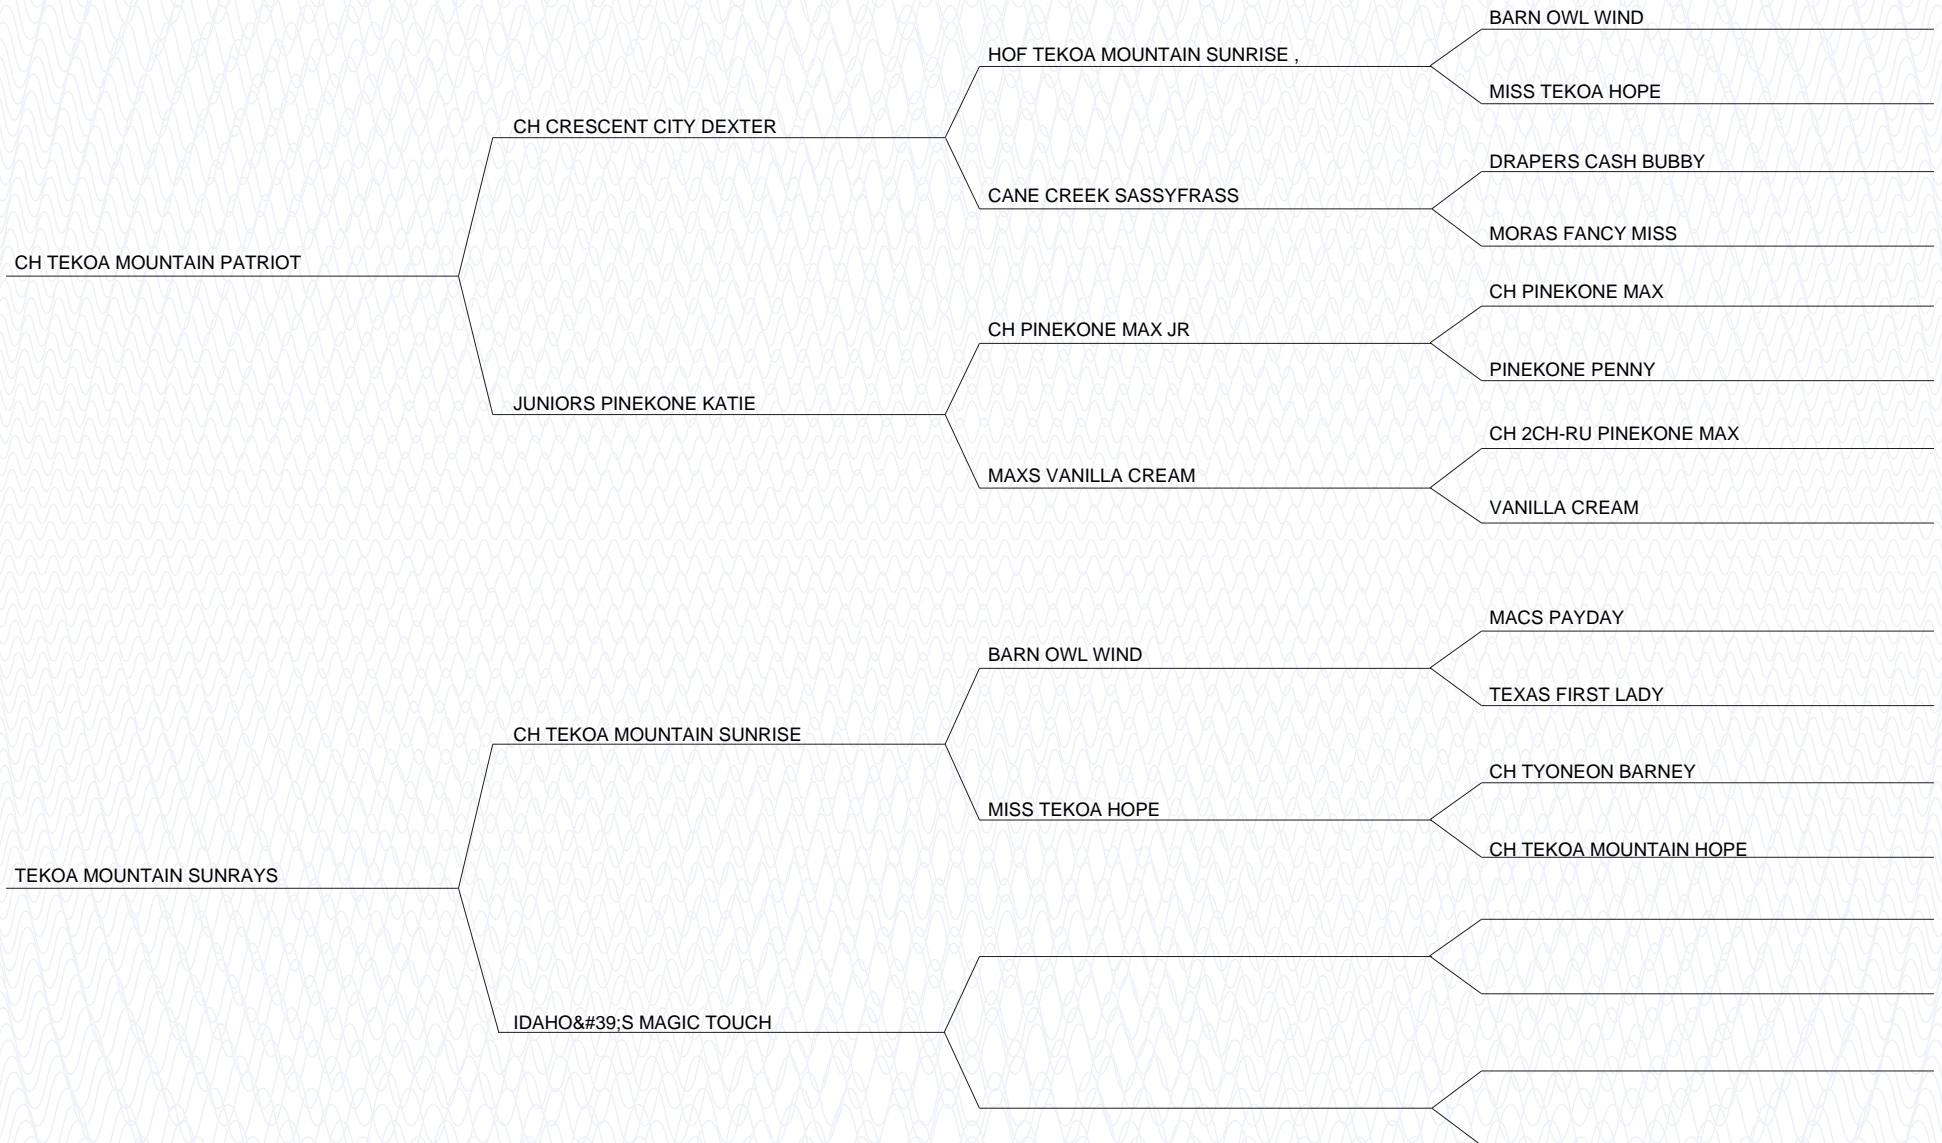 BARN OWL WIND
HOF TEKOA MOUNTAIN SUNRISE ,
MISS TEKOA HOPE
CH CRESCENT CITY DEXTER
DRAPERS CASH BUBBY
CANE CREEK SASSYFRASS
MORAS FANCY MISS
CH TEKOA MOUNTAIN PATRIOT
CH PINEKONE MAX
CH PINEKONE MAX JR
PINEKONE PENNY
JUNIORS PINEKONE KATIE
CH 2CH-RU PINEKONE MAX
MAXS VANILLA CREAM
VANILLA CREAM
MACS PAYDAY
BARN OWL WIND
TEXAS FIRST LADY
CH TEKOA MOUNTAIN SUNRISE
CH TYONEON BARNEY
MISS TEKOA HOPE
CH TEKOA MOUNTAIN HOPE
TEKOA MOUNTAIN SUNRAYS
IDAHO&#39;S MAGIC TOUCH